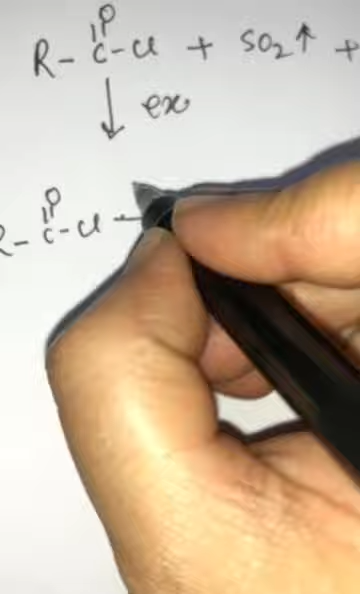 O
||
R-C-Cl + SO₂↑ +
↓ ex
O
||
R-C-Cl -